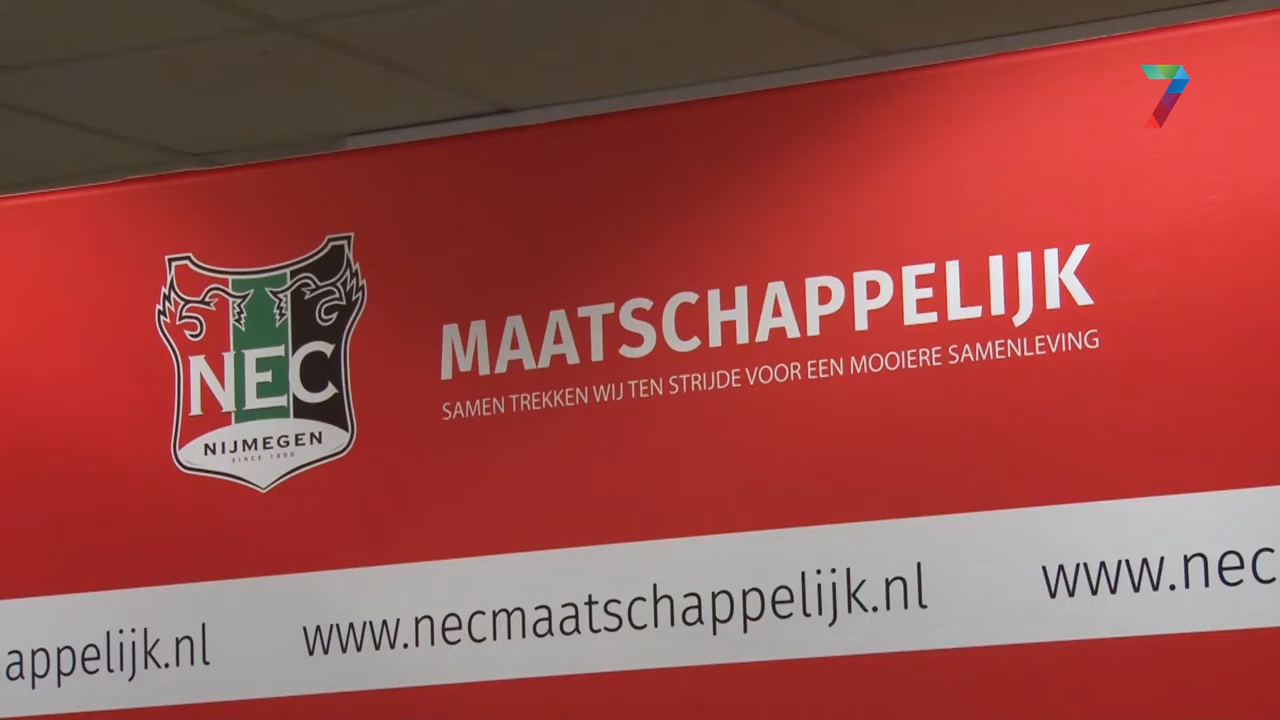 7
NEC
NIJMEGEN
SINCE 1900
MAATSCHAPPELIJK
SAMEN TREKKEN WIJ TEN STRIJDE VOOR EEN MOOIERE SAMENLEVING
appelijk.nl www.necmaatschappelijk.nl www.nec